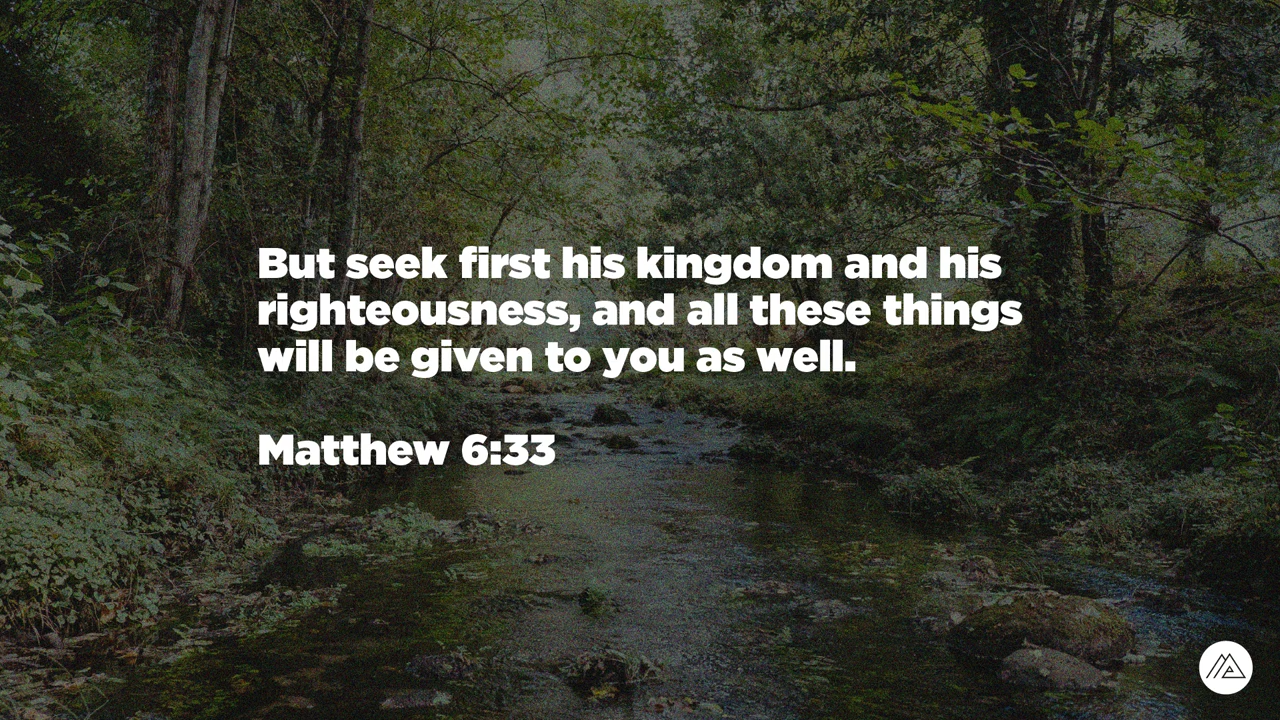 But seek first his kingdom and his
righteousness, and all these things
will be given to you as well.
Matthew 6:33